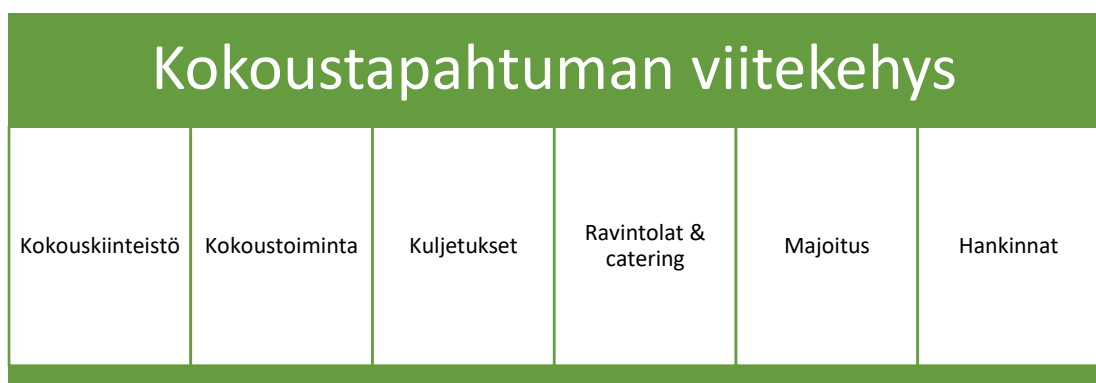 Kokoustapahtuman viitekehys
Kokouskiinteistö
Kokoustoiminta
Kuljetukset
Ravintolat &
catering
Majoitus
Hankinnat